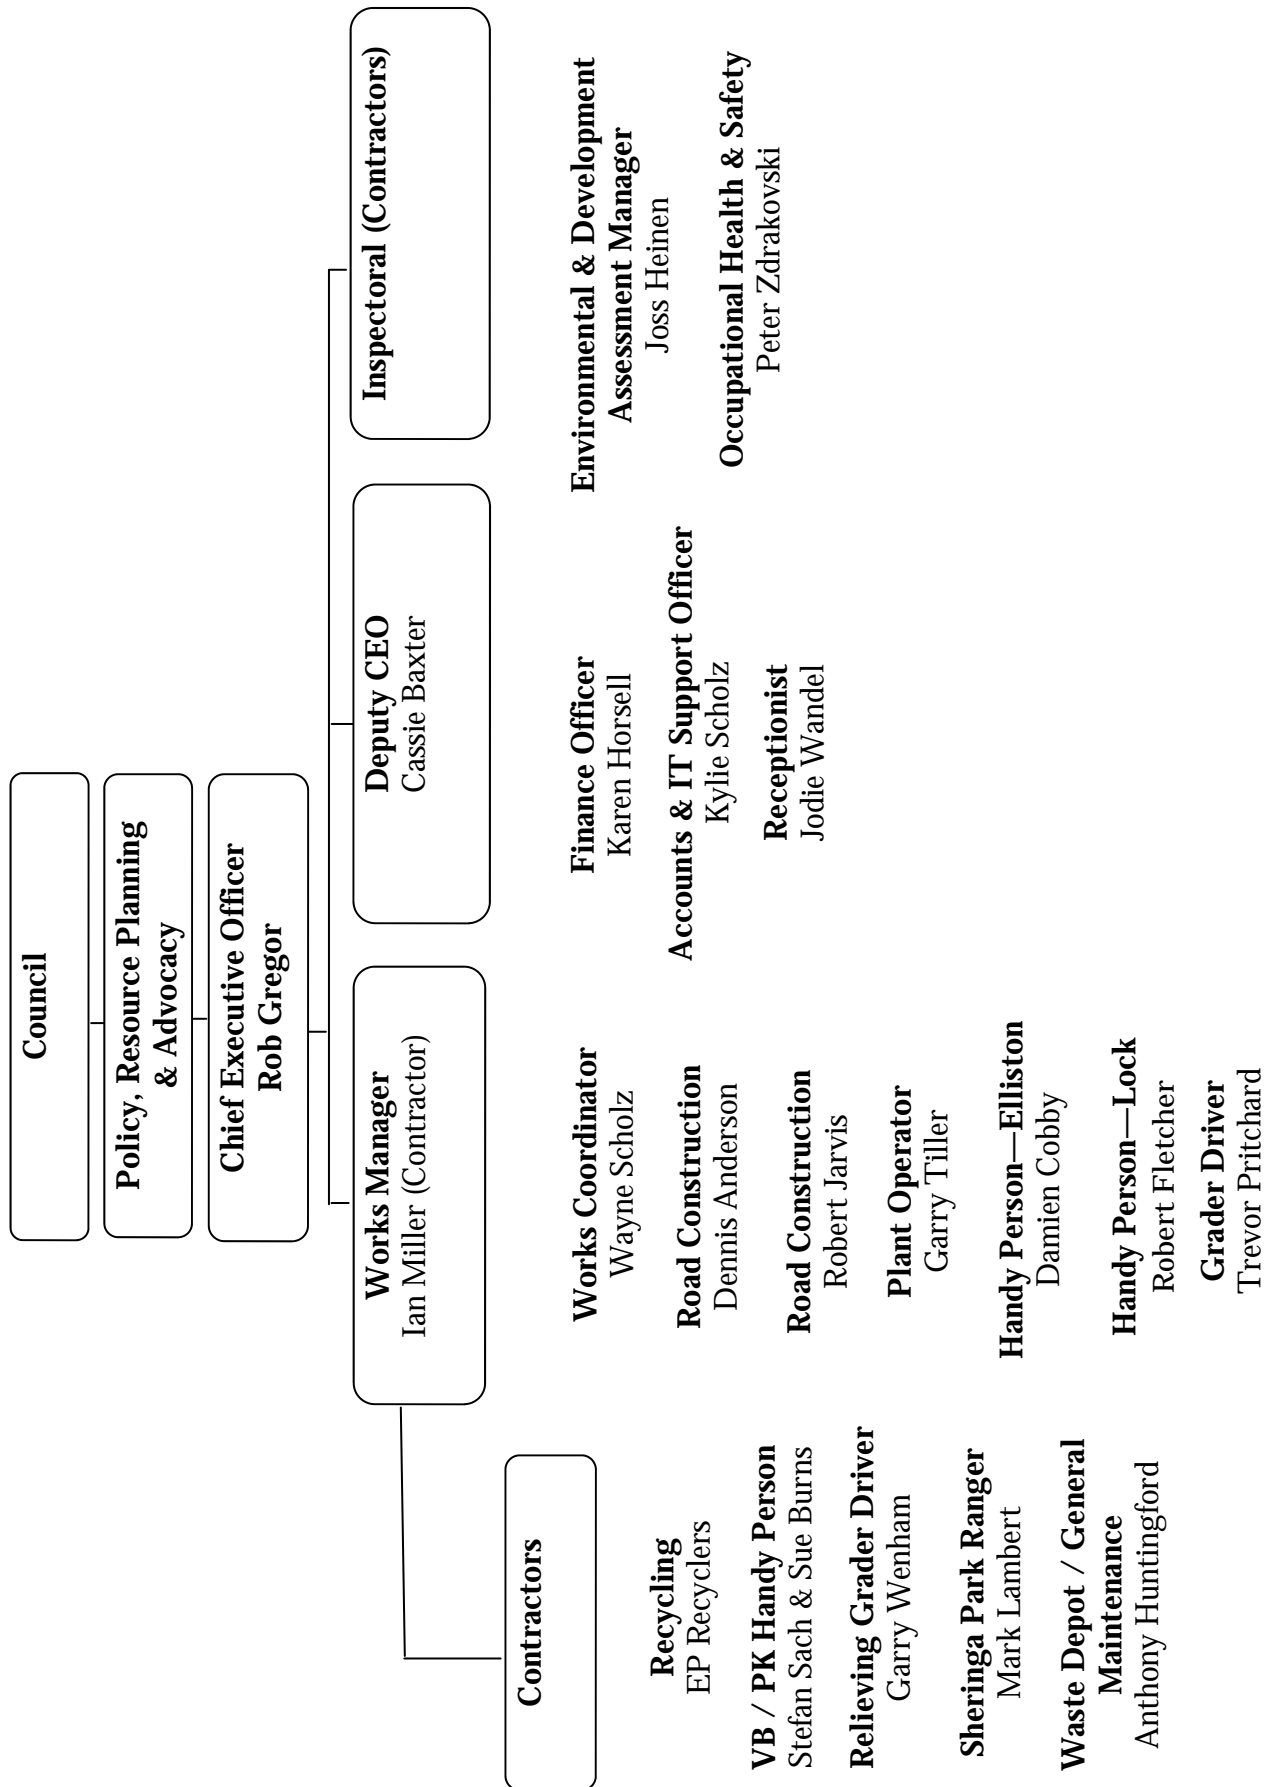 Council
Policy, Resource Planning
& Advocacy
Chief Executive Officer
Rob Gregor
Works Manager
Ian Miller (Contractor)
Deputy CEO
Cassie Baxter
Inspectoral (Contractors)
Contractors
Recycling
EP Recyclers
VB / PK Handy Person
Stefan Sach & Sue Burns
Relieving Grader Driver
Garry Wenham
Sheringa Park Ranger
Mark Lambert
Waste Depot / General
Maintenance
Anthony Huntingford
Works Coordinator
Wayne Scholz
Road Construction
Dennis Anderson
Road Construction
Robert Jarvis
Plant Operator
Garry Tiller
Handy Person—Elliston
Damien Cobby
Handy Person—Lock
Robert Fletcher
Grader Driver
Trevor Pritchard
Finance Officer
Karen Horsell
Accounts & IT Support Officer
Kylie Scholz
Receptionist
Jodie Wandel
Environmental & Development
Assessment Manager
Joss Heinen
Occupational Health & Safety
Peter Zdrakovski